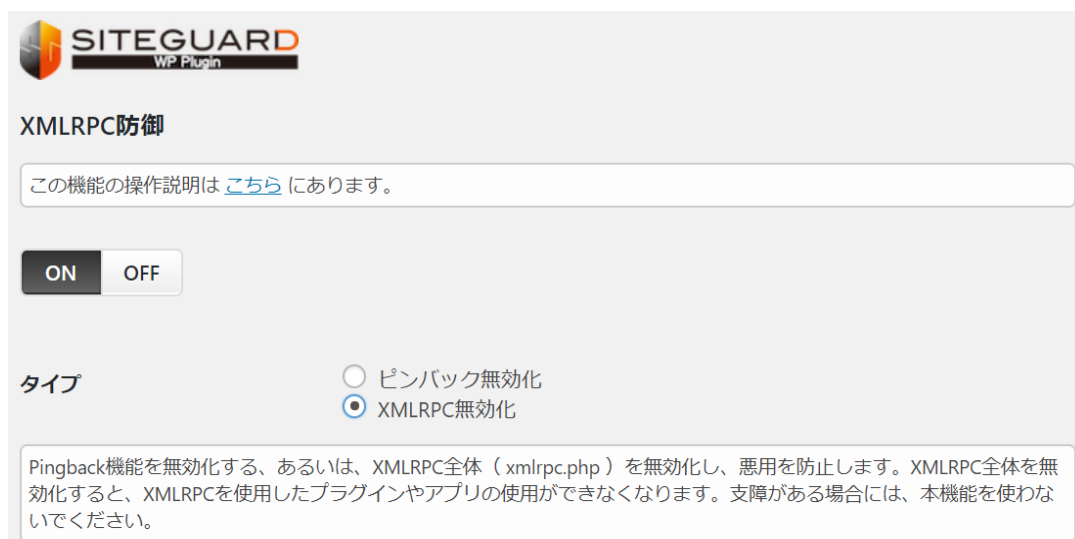 SITEGUARD
WP Plugin
XMLRPC防御
この機能の操作説明は こちら にあります。
ON OFF
タイプ
ピンバック無効化
XMLRPC無効化
Pingback機能を無効化する、あるいは、XMLRPC全体（ xmlrpc.php ）を無効化し、悪用を防止します。XMLRPC全体を無
効化すると、XMLRPCを使用したプラグインやアプリの使用ができなくなります。支障がある場合には、本機能を使わな
いでください。